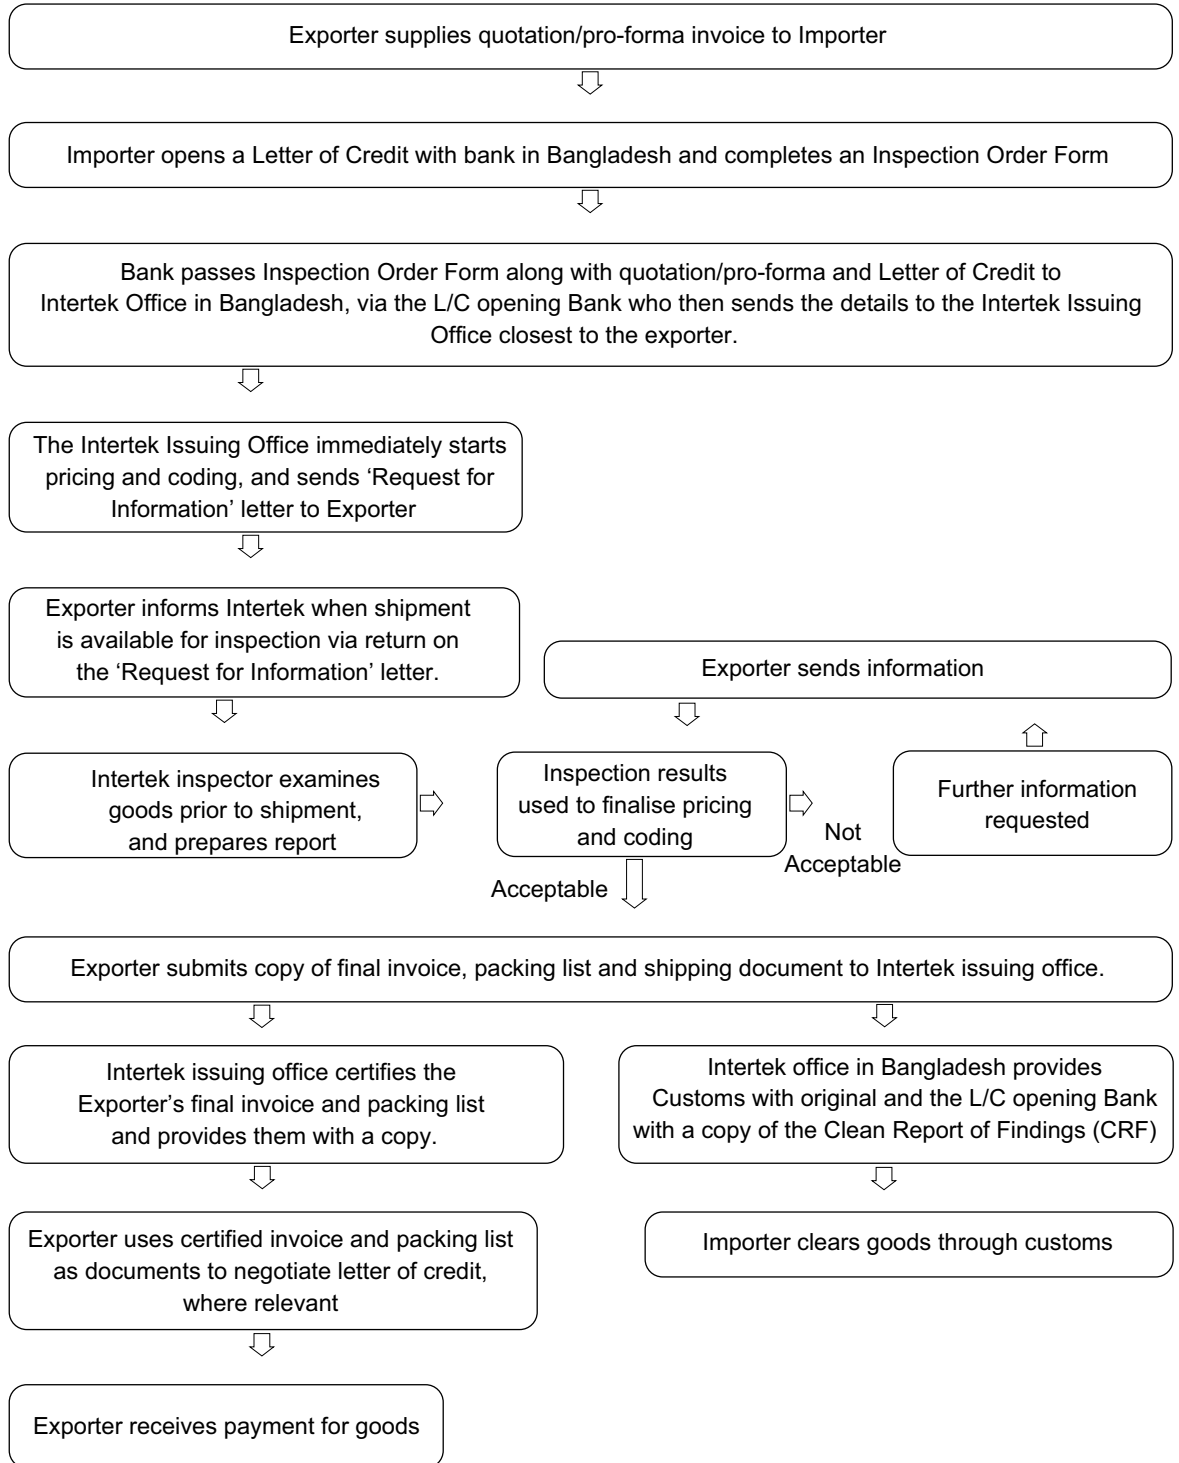 Exporter supplies quotation/pro-forma invoice to Importer
Importer opens a Letter of Credit with bank in Bangladesh and completes an Inspection Order Form
Bank passes Inspection Order Form along with quotation/pro-forma and Letter of Credit to
Intertek Office in Bangladesh, via the L/C opening Bank who then sends the details to the Intertek Issuing
Office closest to the exporter.
The Intertek Issuing Office immediately starts
pricing and coding, and sends ‘Request for
Information’ letter to Exporter
Exporter informs Intertek when shipment
is available for inspection via return on
the ‘Request for Information’ letter.
Exporter sends information
Intertek inspector examines
goods prior to shipment,
and prepares report
Inspection results
used to finalise pricing
and coding
Not
Acceptable
Further information
requested
Acceptable
Exporter submits copy of final invoice, packing list and shipping document to Intertek issuing office.
Intertek issuing office certifies the
Exporter’s final invoice and packing list
and provides them with a copy.
Intertek office in Bangladesh provides
Customs with original and the L/C opening Bank
with a copy of the Clean Report of Findings (CRF)
Exporter uses certified invoice and packing list
as documents to negotiate letter of credit,
where relevant
Importer clears goods through customs
Exporter receives payment for goods